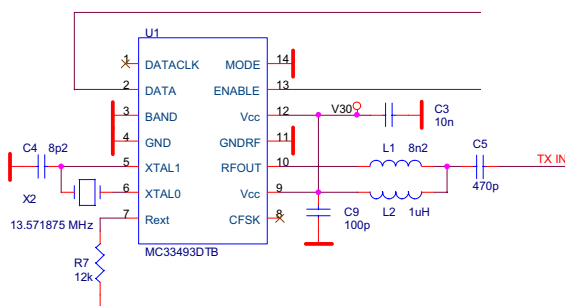 U1
1 DATACLK MODE 14
2 DATA ENABLE 13
3 BAND Vcc 12 V30 C3
10n
4 GND GNDRF 11
C4 8p2 5 XTAL1 RFOUT 10 L1 8n2 C5 TX IN
470p
X2 6 XTAL0 Vcc 9 L2 1uH
13.571875 MHz 7 Rext CFSK 8 C9
100p
R7
12k
MC33493DTB